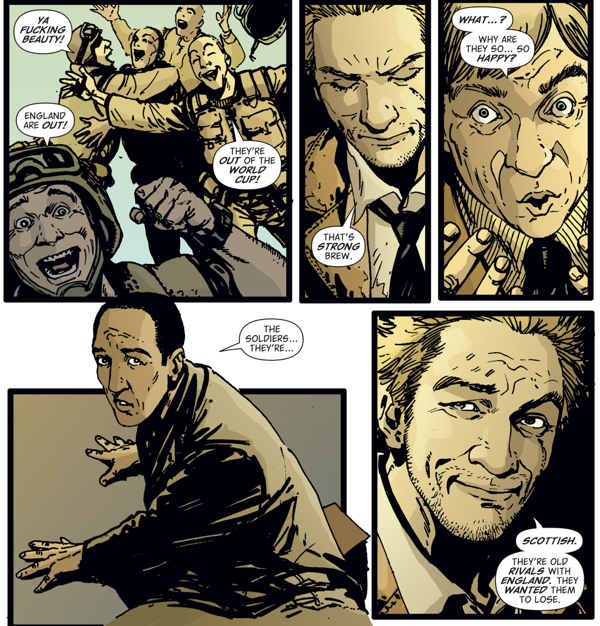 YA
FUCKING
BEAUTY!
ENGLAND
ARE OUT!
THEY'RE
OUT OF THE
WORLD
CUP!
THAT'S
STRONG
BREW.
WHAT...?
WHY ARE
THEY SO... SO
HAPPY?
THE
SOLDIERS...
THEY'RE...
SCOTTISH.
THEY'RE OLD
RIVALS WITH
ENGLAND. THEY
WANTED THEM
TO LOSE.